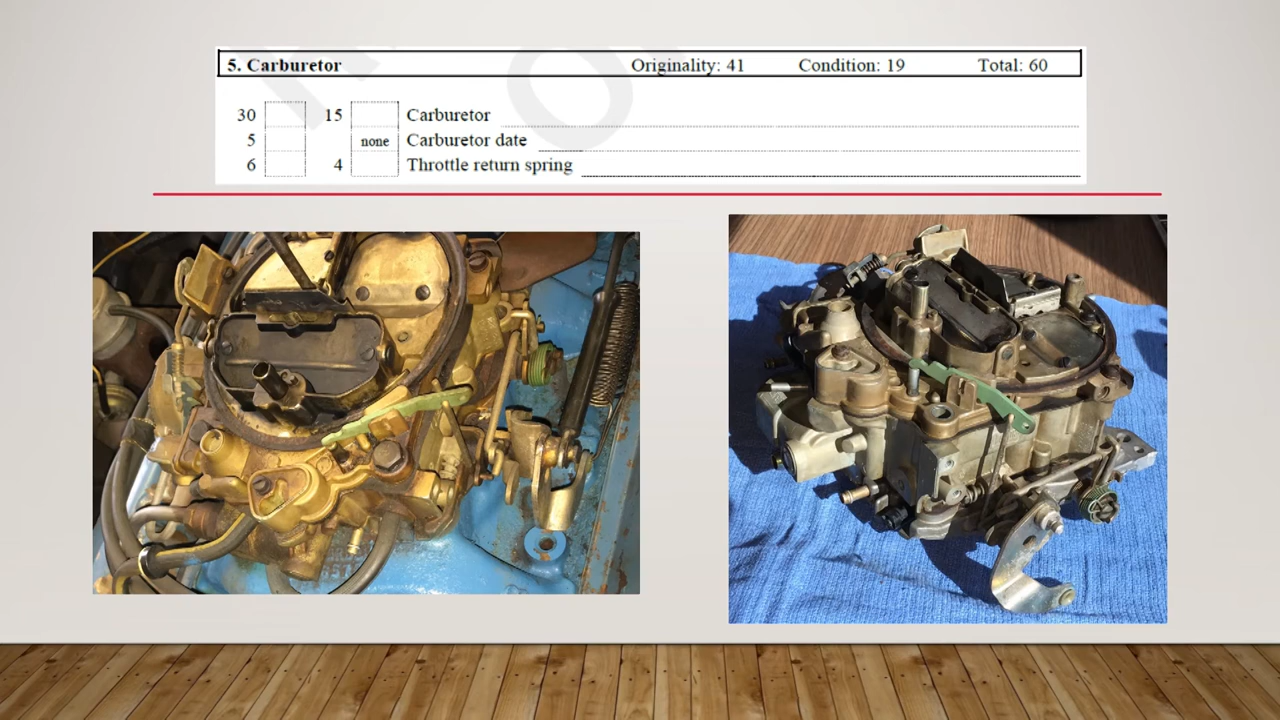 5. Carburetor Originality: 41 Condition: 19 Total: 60
30 15 Carburetor
5 none Carburetor date
6 4 Throttle return spring